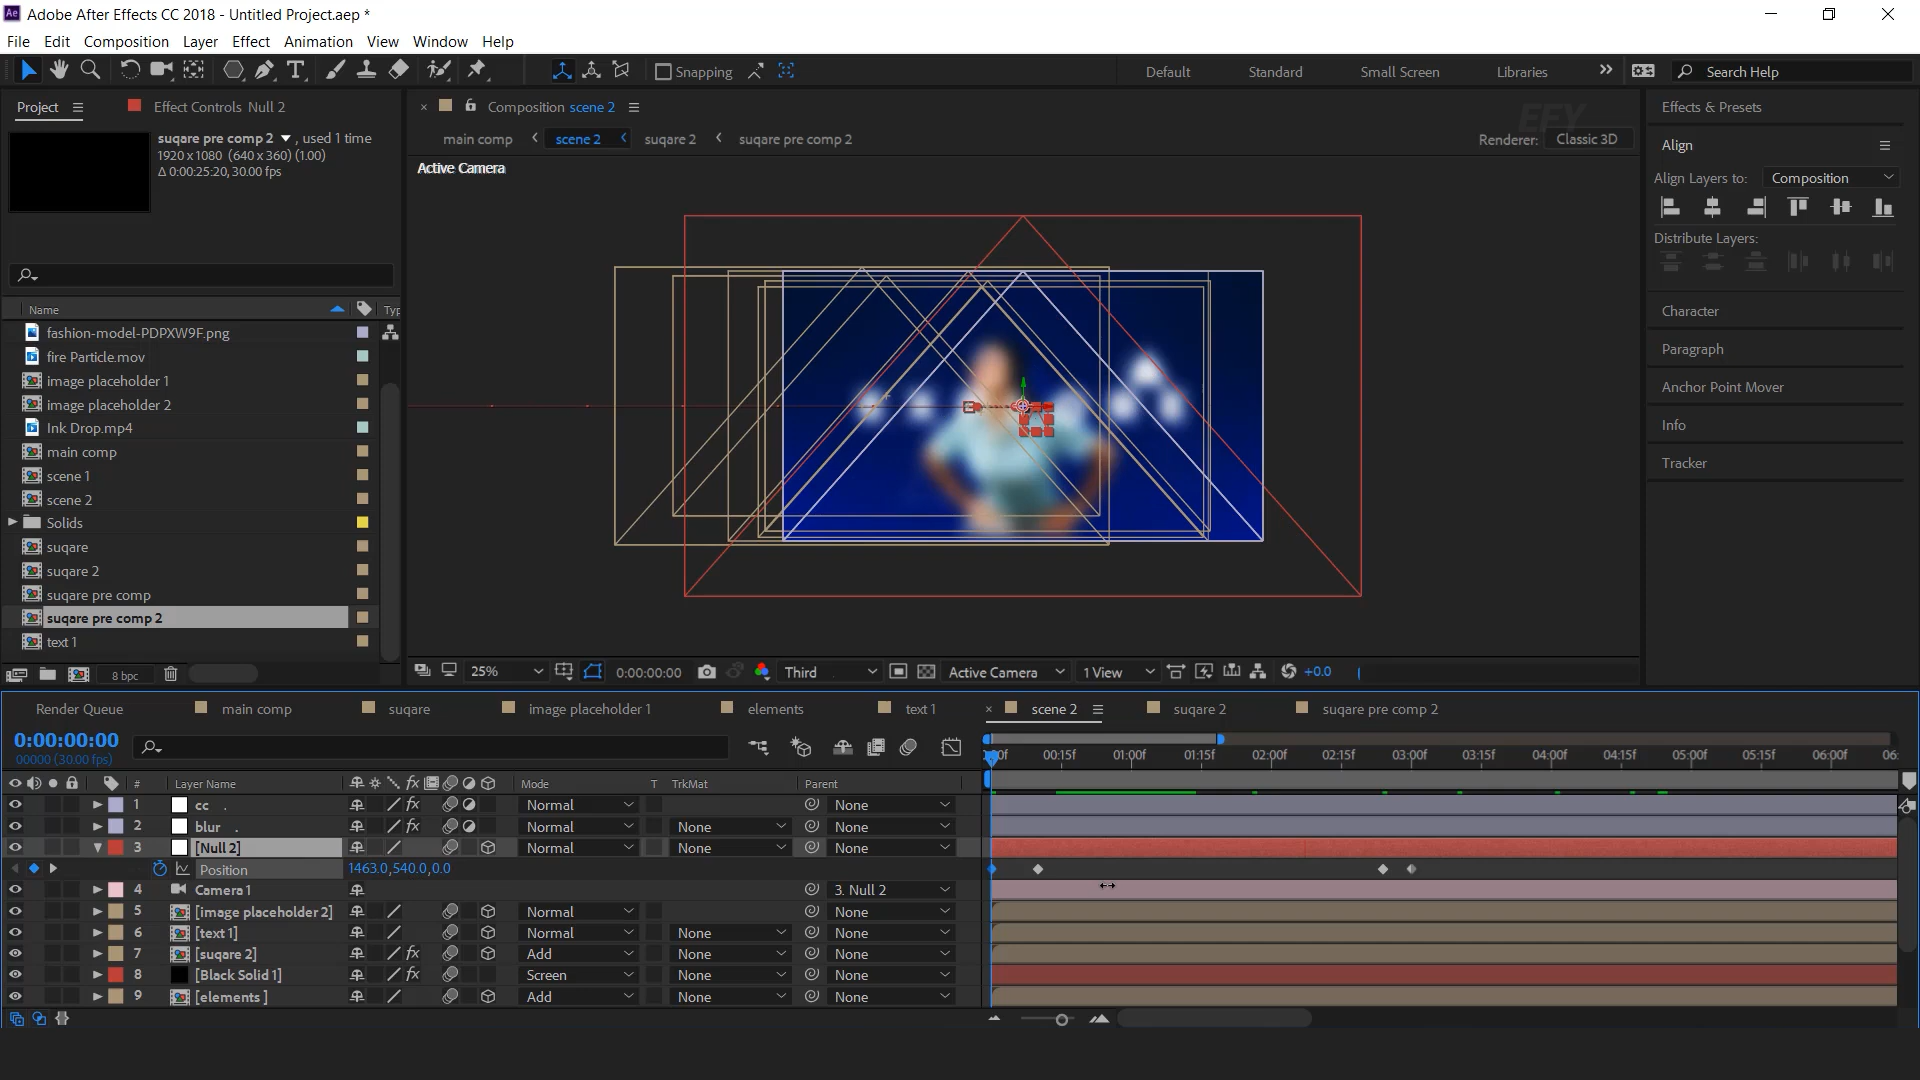 Adobe After Effects CC 2018 - Untitled Project.aep *
File Edit Composition Layer Effect Animation View Window Help
Snapping Default Standard Small Screen Libraries Search Help
Project Effect Controls Null 2
suqare pre comp 2 , used 1 time
1920 x 1080 (640 x 360) (1.00)
Δ 0:00:25:20, 30.00 fps
Composition scene 2
main comp scene 2 suqare 2 suqare pre comp 2
Renderer: Classic 3D
EFY
Active Camera
Name Typ
fashion-model-PDPXW9F.png
fire Particle.mov
image placeholder 1
image placeholder 2
Ink Drop.mp4
main comp
scene 1
scene 2
Solids
suqare
suqare 2
suqare pre comp
suqare pre comp 2
text 1
8 bpc
25% 0:00:00:00 Third Active Camera 1 View +0.0
Effects & Presets
Align
Align Layers to: Composition
Distribute Layers:
Character
Paragraph
Anchor Point Mover
Info
Tracker
Render Queue main comp suqare image placeholder 1 elements text 1 scene 2 suqare 2 suqare pre comp 2
0:00:00:00
00000 (30.00 fps)
00:15f 01:00f 01:15f 02:00f 02:15f 03:00f 03:15f 04:00f 04:15f 05:00f 05:15f 06:00f
# Layer Name Mode T TrkMat Parent
1 cc . Normal None
2 blur . Normal None None
3 [Null 2] Normal None None
Position 1463.0,540.0,0.0
4 Camera 1 3. Null 2
5 [image placeholder 2] Normal None
6 [text 1] Normal None None
7 [suqare 2] Add None None
8 [Black Solid 1] Screen None None
9 [elements ] Add None None